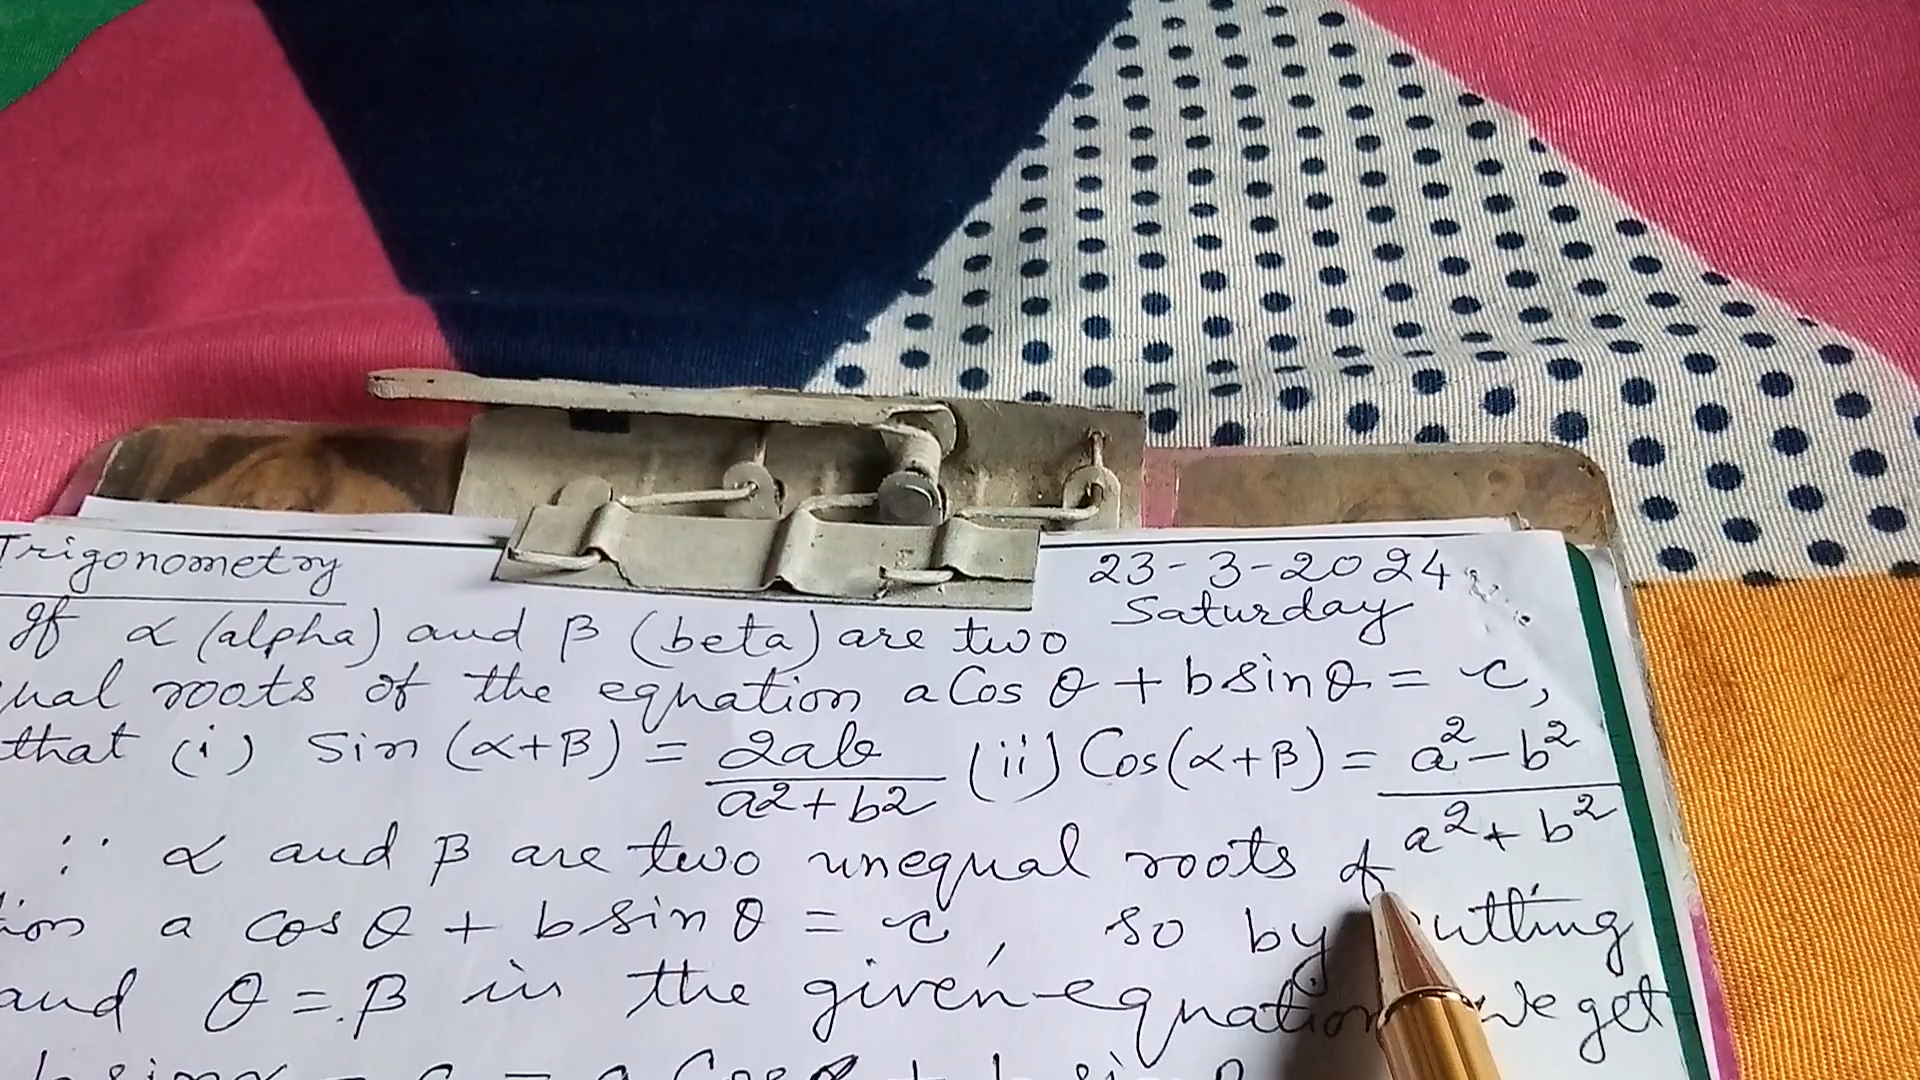 Trigonometry
23-3-2024
Saturday
If α (alpha) and β (beta) are two
roots of the equation a Cos θ + b sin θ = c,
that (i) Sin (α+β) = 2ab / a2+b2 (ii) Cos(α+β) = a²-b² / a²+b²
∵ α and β are two unequal roots of
a cos θ + b sin θ = c, so by
and θ = β in the given equation we get